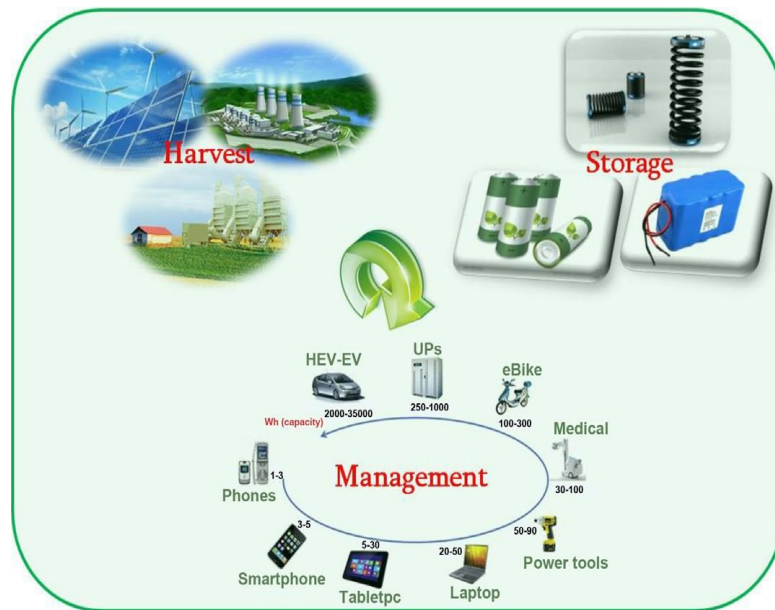 Harvest
Storage
UPs
HEV-EV
eBike
2000-35000
250-1000
100-300
Wh (capacity)
Medical
Management
1-3
Phones
30-100
3-5
50-90
5-30
20-50
Power tools
Smartphone
Tabletpc
Laptop